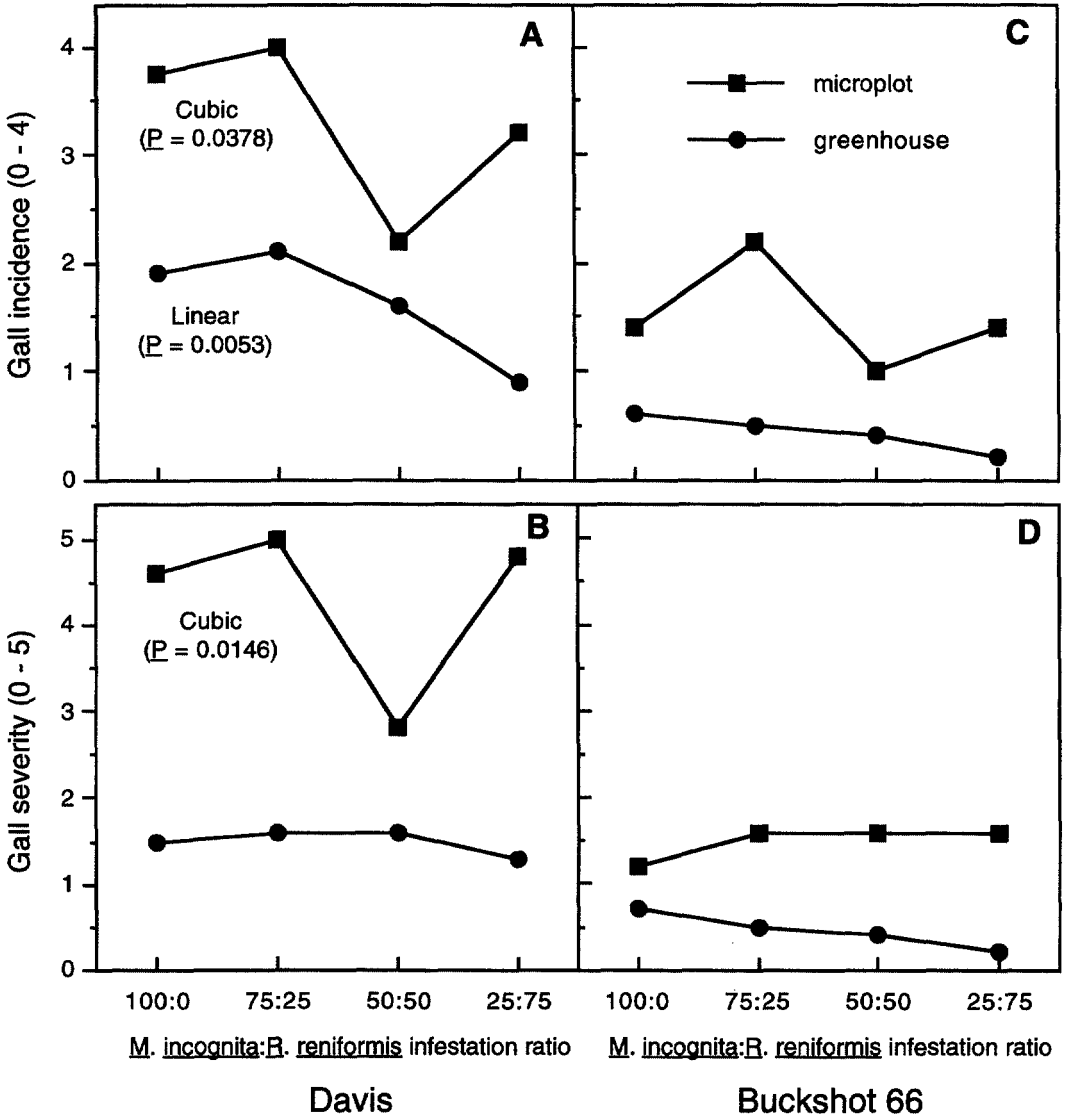 A
4
3
2
1
0
Gall incidence (0 - 4)
Cubic
(P = 0.0378)
Linear
(P = 0.0053)
C
microplot
greenhouse
B
5
4
3
2
1
0
Gall severity (0 - 5)
Cubic
(P = 0.0146)
D
100:0 75:25 50:50 25:75
M. incognita:R. reniformis infestation ratio
Davis
100:0 75:25 50:50 25:75
M. incognita:R. reniformis infestation ratio
Buckshot 66